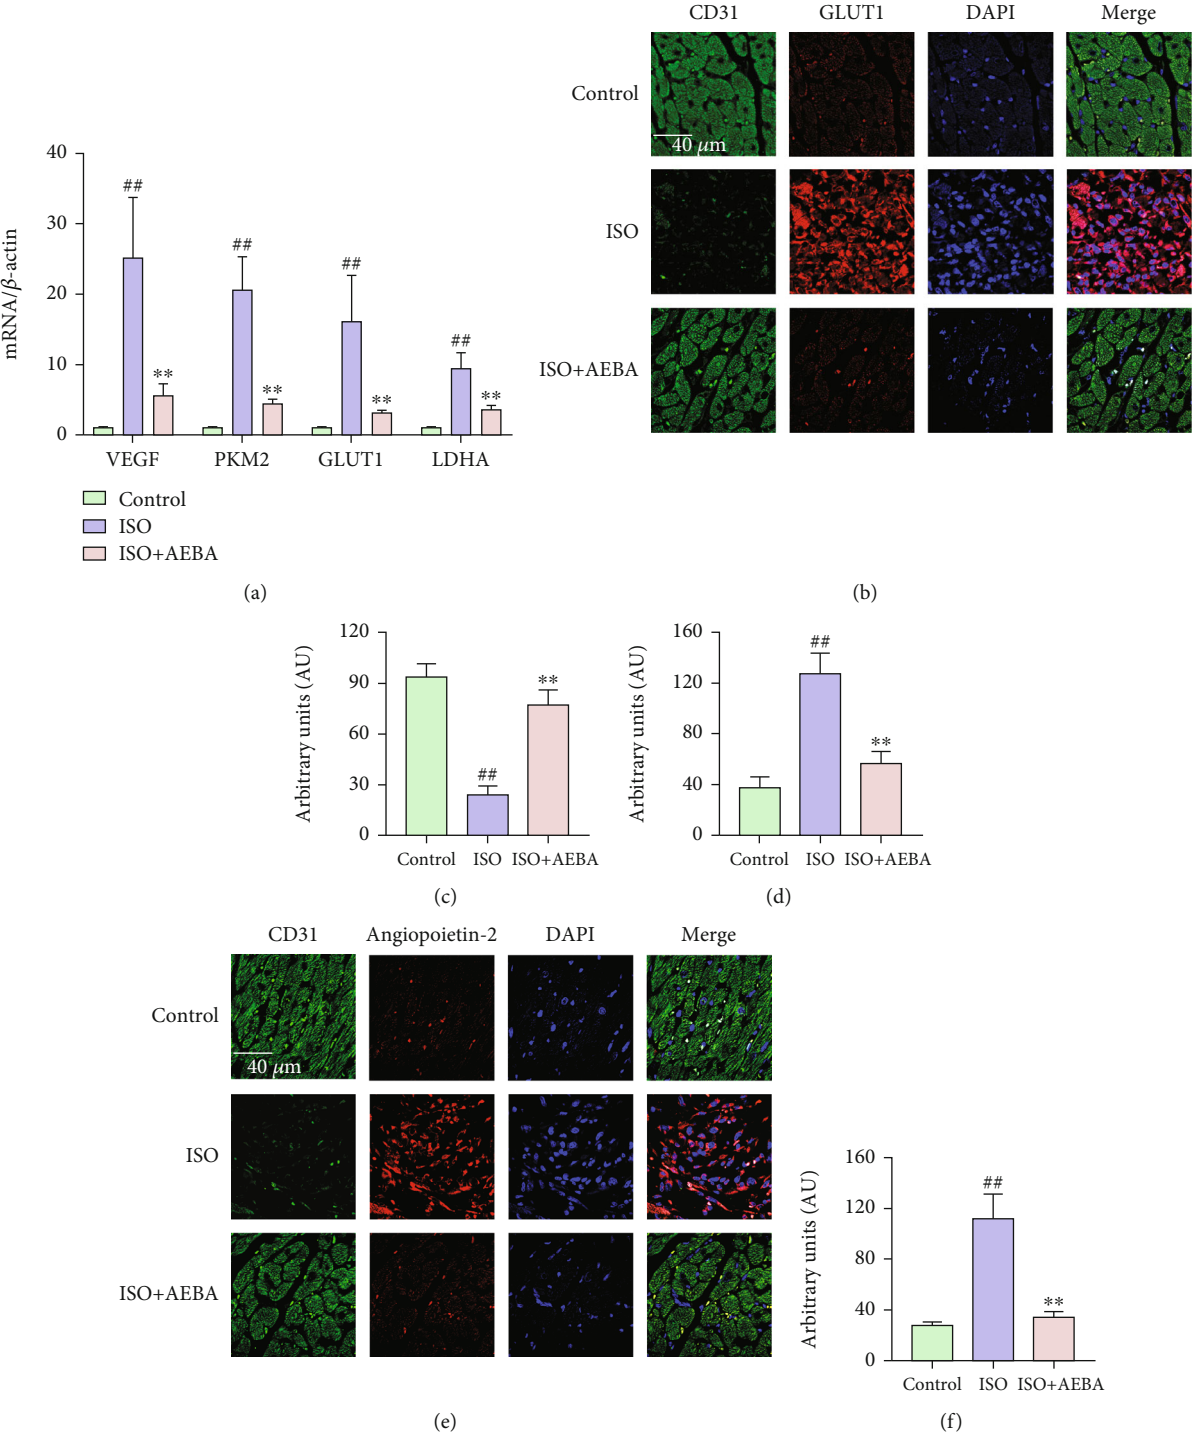 40
30
20
10
0
mRNA/β-actin
##
**
##
**
##
**
##
**
VEGF PKM2 GLUT1 LDHA
Control
ISO
ISO+AEBA
(a)
CD31 GLUT1 DAPI Merge
Control
40 μm
ISO
ISO+AEBA
(b)
120
90
60
30
0
Arbitrary units (AU)
##
**
Control ISO ISO+AEBA
(c)
160
120
80
40
0
Arbitrary units (AU)
##
**
Control ISO ISO+AEBA
(d)
CD31 Angiopoietin-2 DAPI Merge
Control
40 μm
ISO
ISO+AEBA
(e)
160
120
80
40
0
Arbitrary units (AU)
##
**
Control ISO ISO+AEBA
(f)